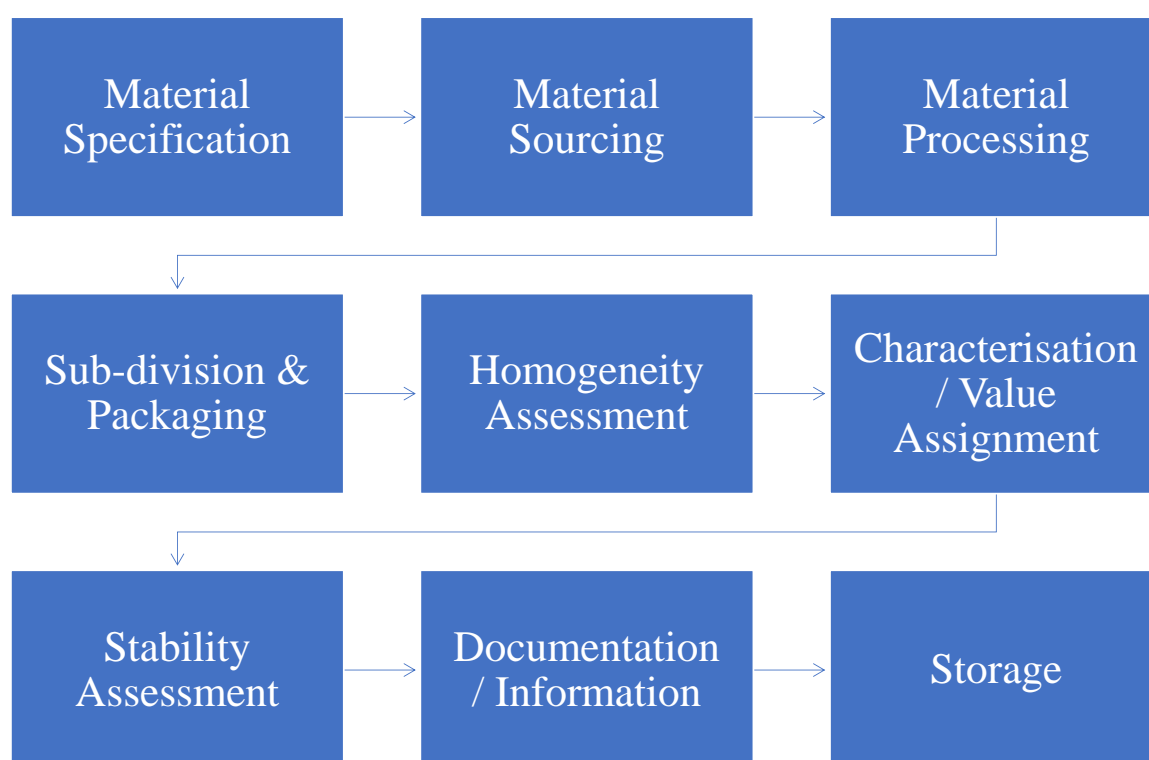 Material
Specification
Material
Sourcing
Material
Processing
Sub-division &
Packaging
Homogeneity
Assessment
Characterisation
/ Value
Assignment
Stability
Assessment
Documentation
/ Information
Storage